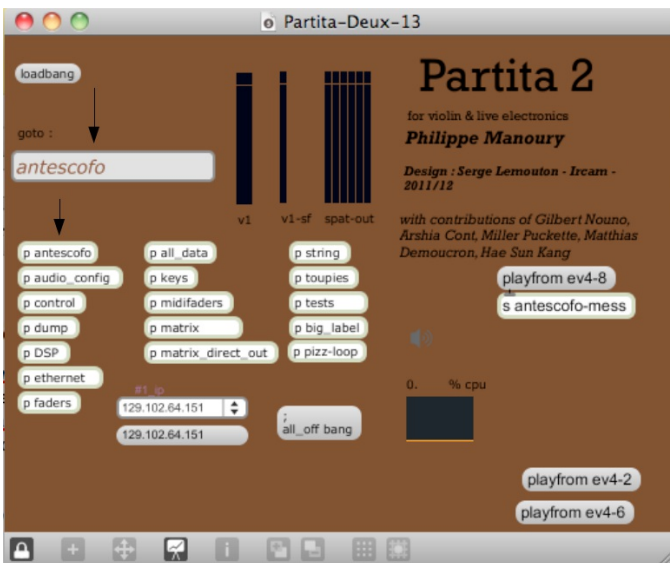 Partita-Deux-13
loadbang
goto :
antescofo
v1
v1-sf
spat-out
Partita 2
for violin & live electronics
Philippe Manoury
Design : Serge Lemouton - Ircam -
2011/12
with contributions of Gilbert Nouno,
Arshia Cont, Miller Puckette, Matthias
Demoucron, Hae Sun Kang
playfrom ev4-8
s antescofo-mess
p antescofo
p audio_config
p control
p dump
p DSP
p ethernet
p faders
p all_data
p keys
p midifaders
p matrix
p matrix_direct_out
p string
p toupies
p tests
p big_label
p pizz-loop
#1_ip
129.102.64.151
129.102.64.151
;
all_off bang
0. % cpu
playfrom ev4-2
playfrom ev4-6